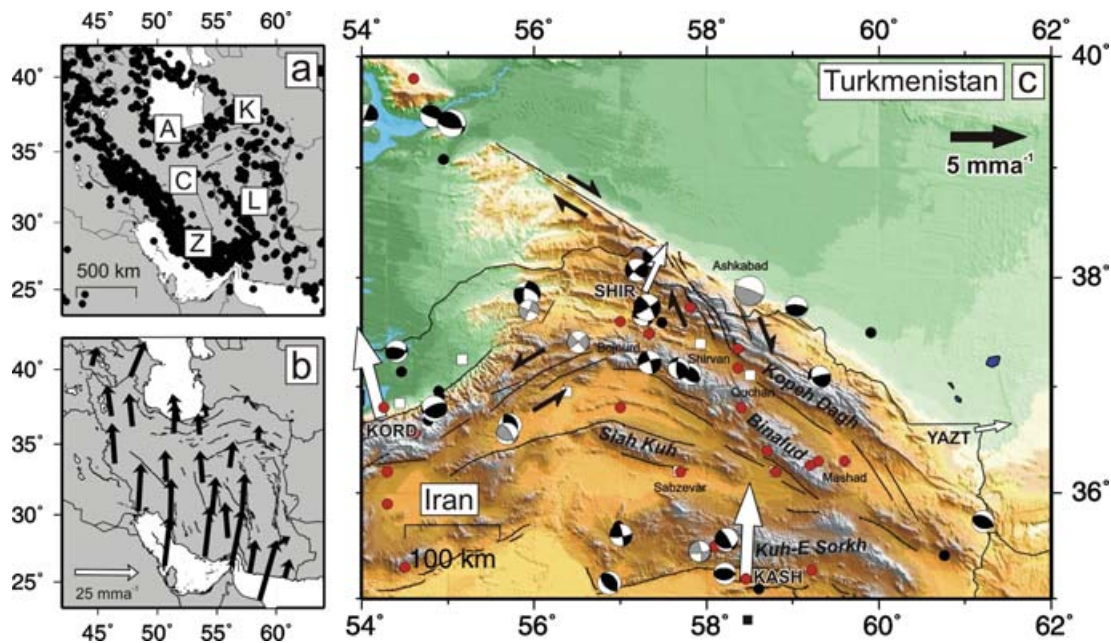 45° 50° 55° 60°
a
40°
K
A
35°
C
L
30°
Z
500 km
25°
b
40°
35°
30°
25 mma⁻¹
25°
45° 50° 55° 60°
54° 56° 58° 60° 62°
40°
Turkmenistan C
5 mma⁻¹
Ashkabad
SHIR
38°
Bojnurd
Shirvan
Kopeh Dagh
Quchan
KORD
Binalud
YAZT
Siah Kuh
Mashad
36°
Sabzevar
Iran
100 km
Kuh-E Sorkh
KASH
54° 56° 58° 60° 62°